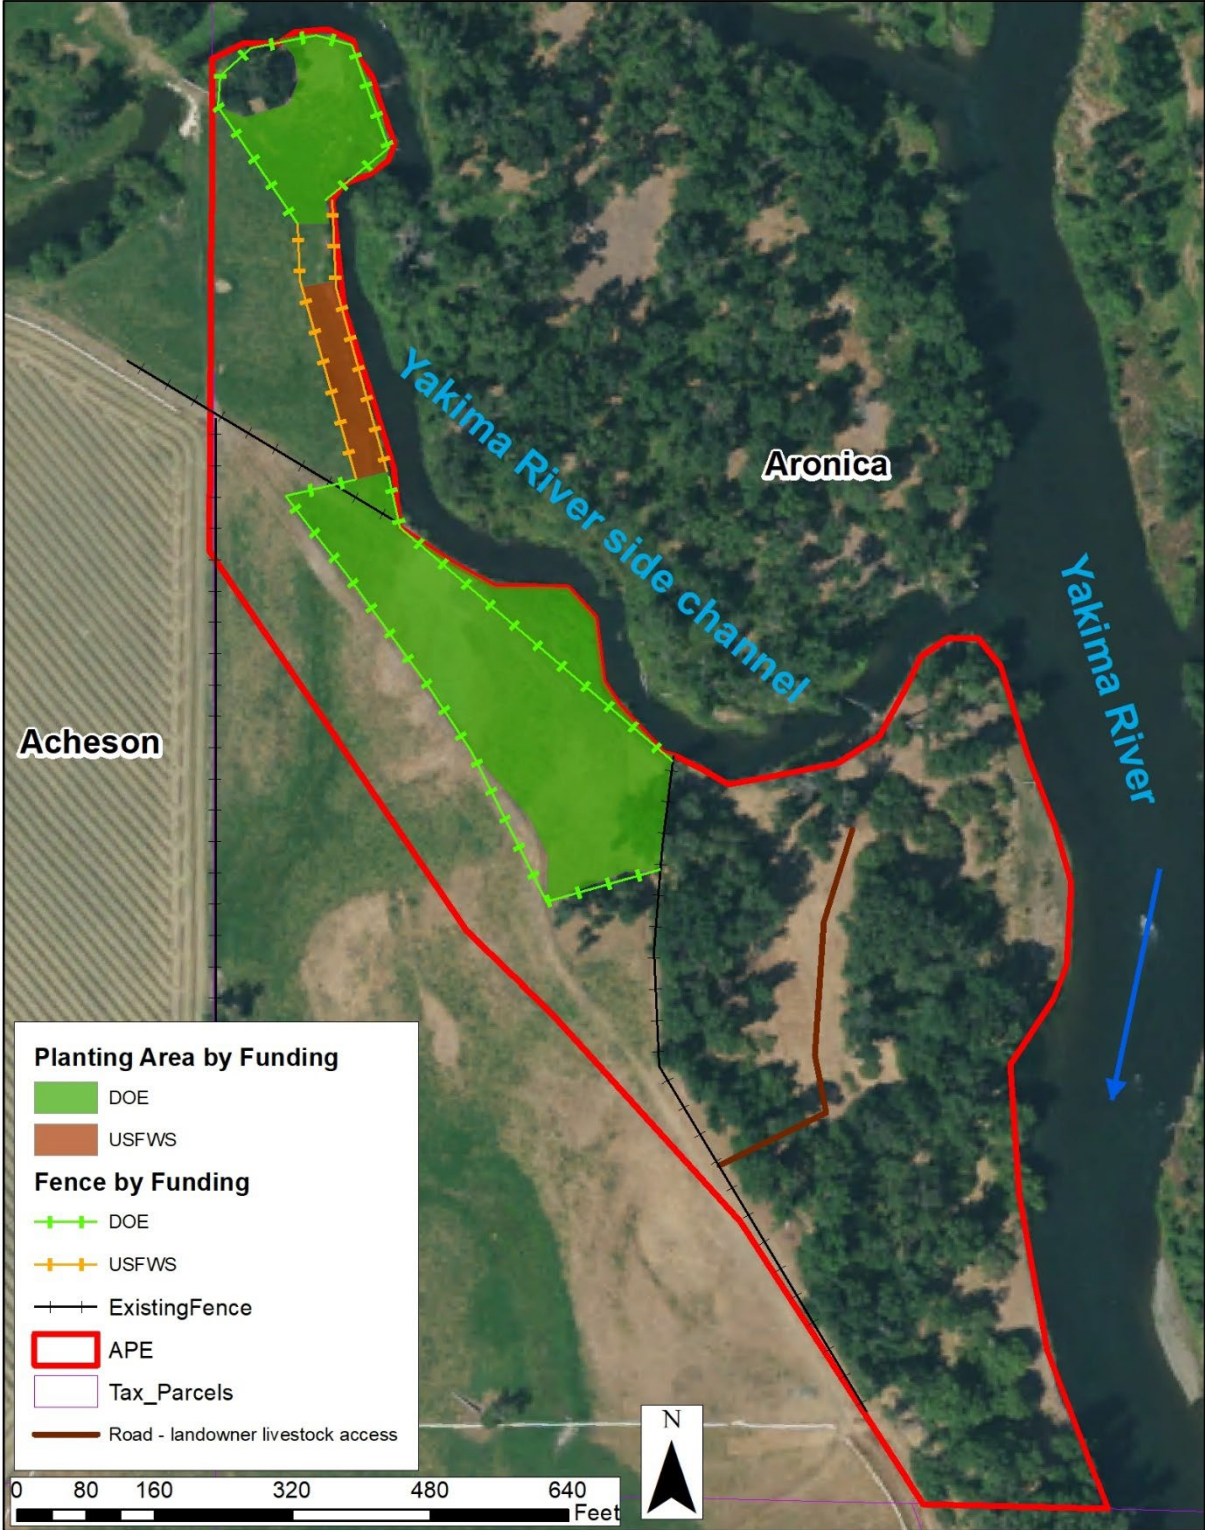 Yakima River side channel
Aronica
Yakima River
Acheson
Planting Area by Funding
DOE
USFWS
Fence by Funding
DOE
USFWS
ExistingFence
APE
Tax_Parcels
Road - landowner livestock access
N
0 80 160 320 480 640
Feet